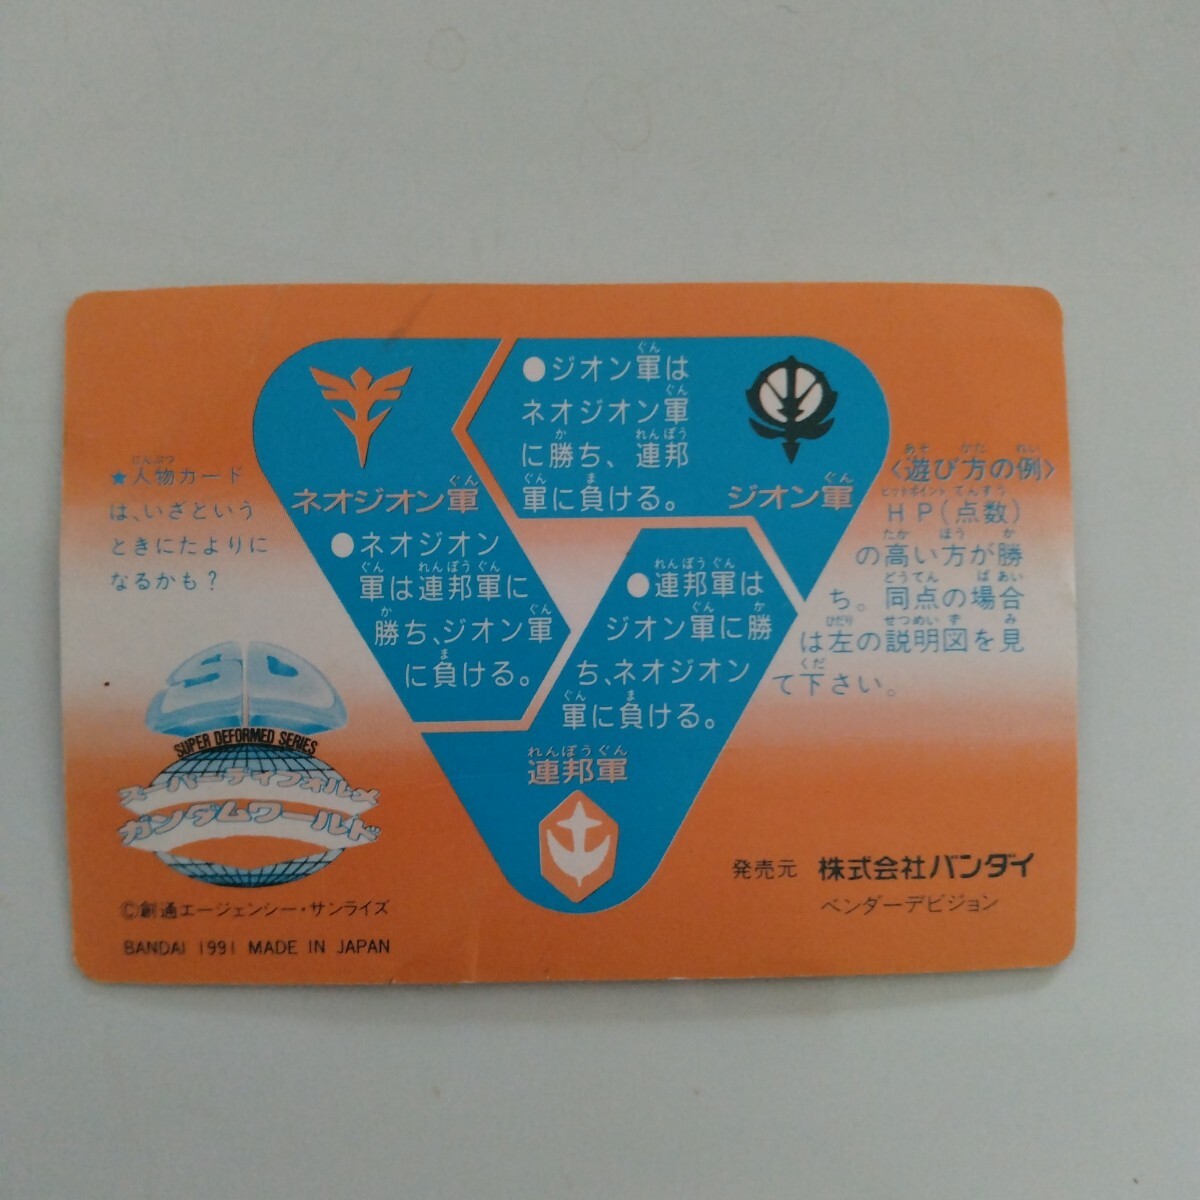 ★人物カード
は、いざという
ときにたよりに
なるかも?
ネオジオン軍
●ジオン軍は
ネオジオン軍
に勝ち、連邦
軍に負ける。
ジオン軍
●ネオジオン
軍は連邦軍に
勝ち、ジオン軍
に負ける。
●連邦軍は
ジオン軍に勝
ち、ネオジオン
軍に負ける。
連邦軍
〈遊び方の例〉
HP(点数)
の高い方が勝
ち。同点の場合
は左の説明図を見
て下さい。
SUPER DEFORMED SERIES
スーパーディフォルメ
ガンダムワールド
©創通エージェンシー・サンライズ
BANDAI 1991 MADE IN JAPAN
発売元 株式会社バンダイ
ベンダーデビジョン